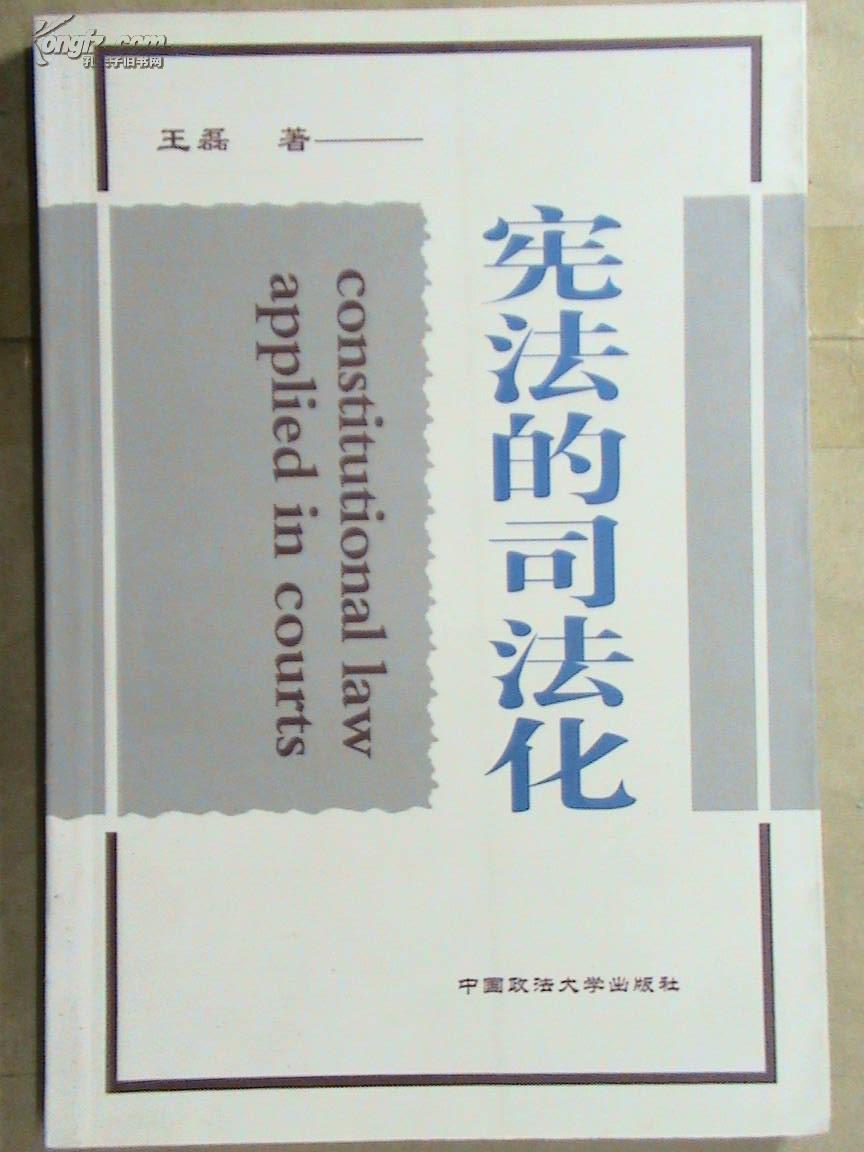 Kongfz.com
孔夫子旧书网
王磊 著
宪法的司法化
constitutional law
applied in courts
中国政法大学出版社